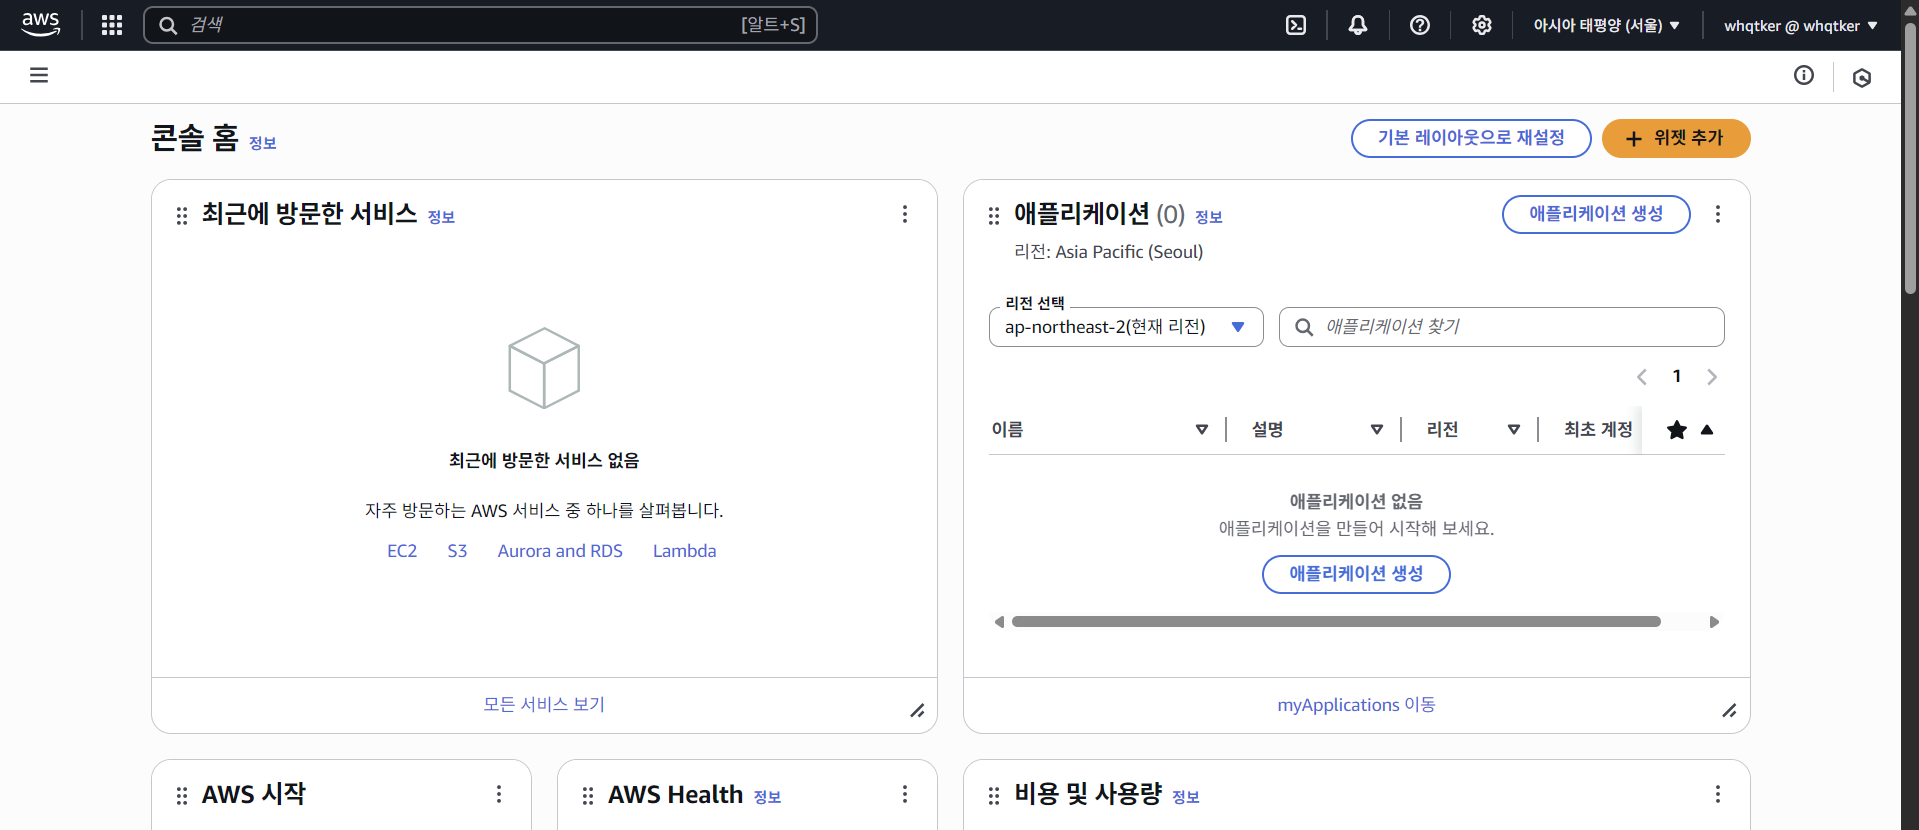 aws
검색
[알트+S]
아시아 태평양 (서울)
whqtker @ whqtker
콘솔 홈 정보
기본 레이아웃으로 재설정
위젯 추가
최근에 방문한 서비스 정보
최근에 방문한 서비스 없음
자주 방문하는 AWS 서비스 중 하나를 살펴봅니다.
EC2 S3 Aurora and RDS Lambda
모든 서비스 보기
애플리케이션 (0) 정보
애플리케이션 생성
리전: Asia Pacific (Seoul)
리전 선택
ap-northeast-2(현재 리전)
애플리케이션 찾기
1
이름 설명 리전 최초 계정
애플리케이션 없음
애플리케이션을 만들어 시작해 보세요.
애플리케이션 생성
myApplications 이동
AWS 시작
AWS Health 정보
비용 및 사용량 정보